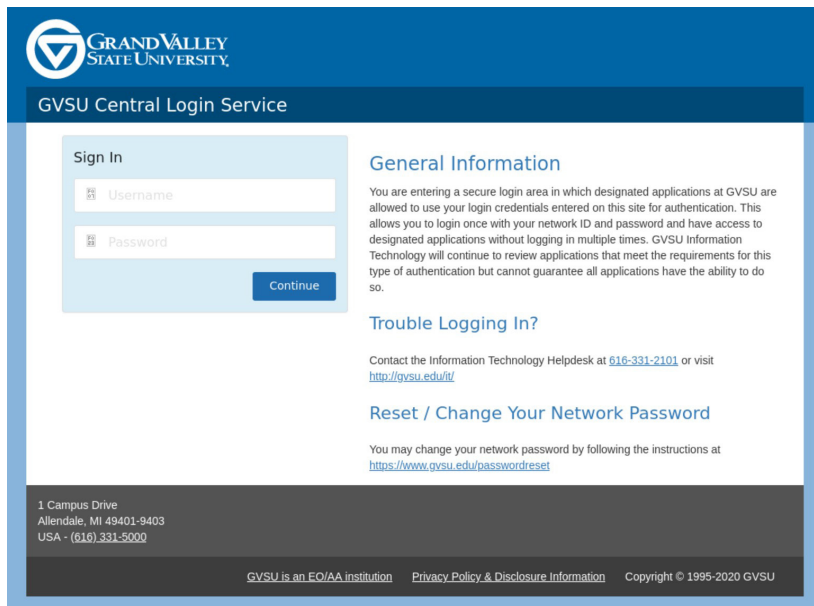 GRAND VALLEY
STATE UNIVERSITY.
GVSU Central Login Service
Sign In
Username
Password
Continue
General Information
You are entering a secure login area in which designated applications at GVSU are
allowed to use your login credentials entered on this site for authentication. This
allows you to login once with your network ID and password and have access to
designated applications without logging in multiple times. GVSU Information
Technology will continue to review applications that meet the requirements for this
type of authentication but cannot guarantee all applications have the ability to do
so.
Trouble Logging In?
Contact the Information Technology Helpdesk at 616-331-2101 or visit
http://gvsu.edu/it/
Reset / Change Your Network Password
You may change your network password by following the instructions at
https://www.gvsu.edu/passwordreset
1 Campus Drive
Allendale, MI 49401-9403
USA - (616) 331-5000
GVSU is an EO/AA institution Privacy Policy & Disclosure Information Copyright © 1995-2020 GVSU